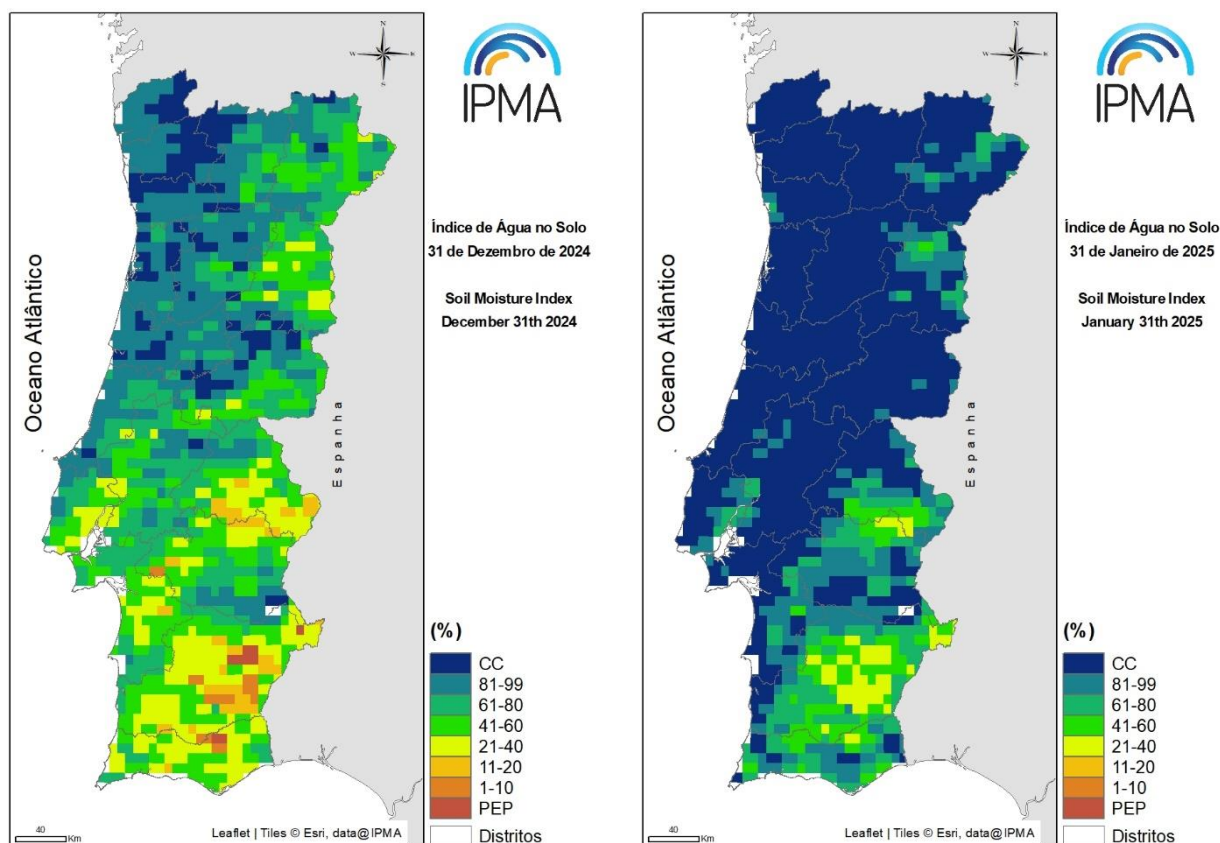 N
W
E
S
IPMA
Índice de Água no Solo
31 de Dezembro de 2024
Soil Moisture Index
December 31th 2024
Oceano Atlântico
Espanha
(%)
CC
81-99
61-80
41-60
21-40
11-20
1-10
PEP
Distritos
40
Km
Leaflet | Tiles © Esri, data@IPMA
N
W
E
S
IPMA
Índice de Água no Solo
31 de Janeiro de 2025
Soil Moisture Index
January 31th 2025
Oceano Atlântico
Espanha
(%)
CC
81-99
61-80
41-60
21-40
11-20
1-10
PEP
Distritos
40
Km
Leaflet | Tiles © Esri, data@IPMA